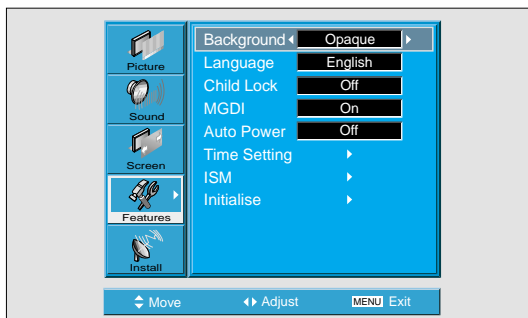 Picture
Sound
Screen
Features
Install
Background Opaque
Language English
Child Lock Off
MGDI On
Auto Power Off
Time Setting
ISM
Initialise
Move Adjust MENU Exit